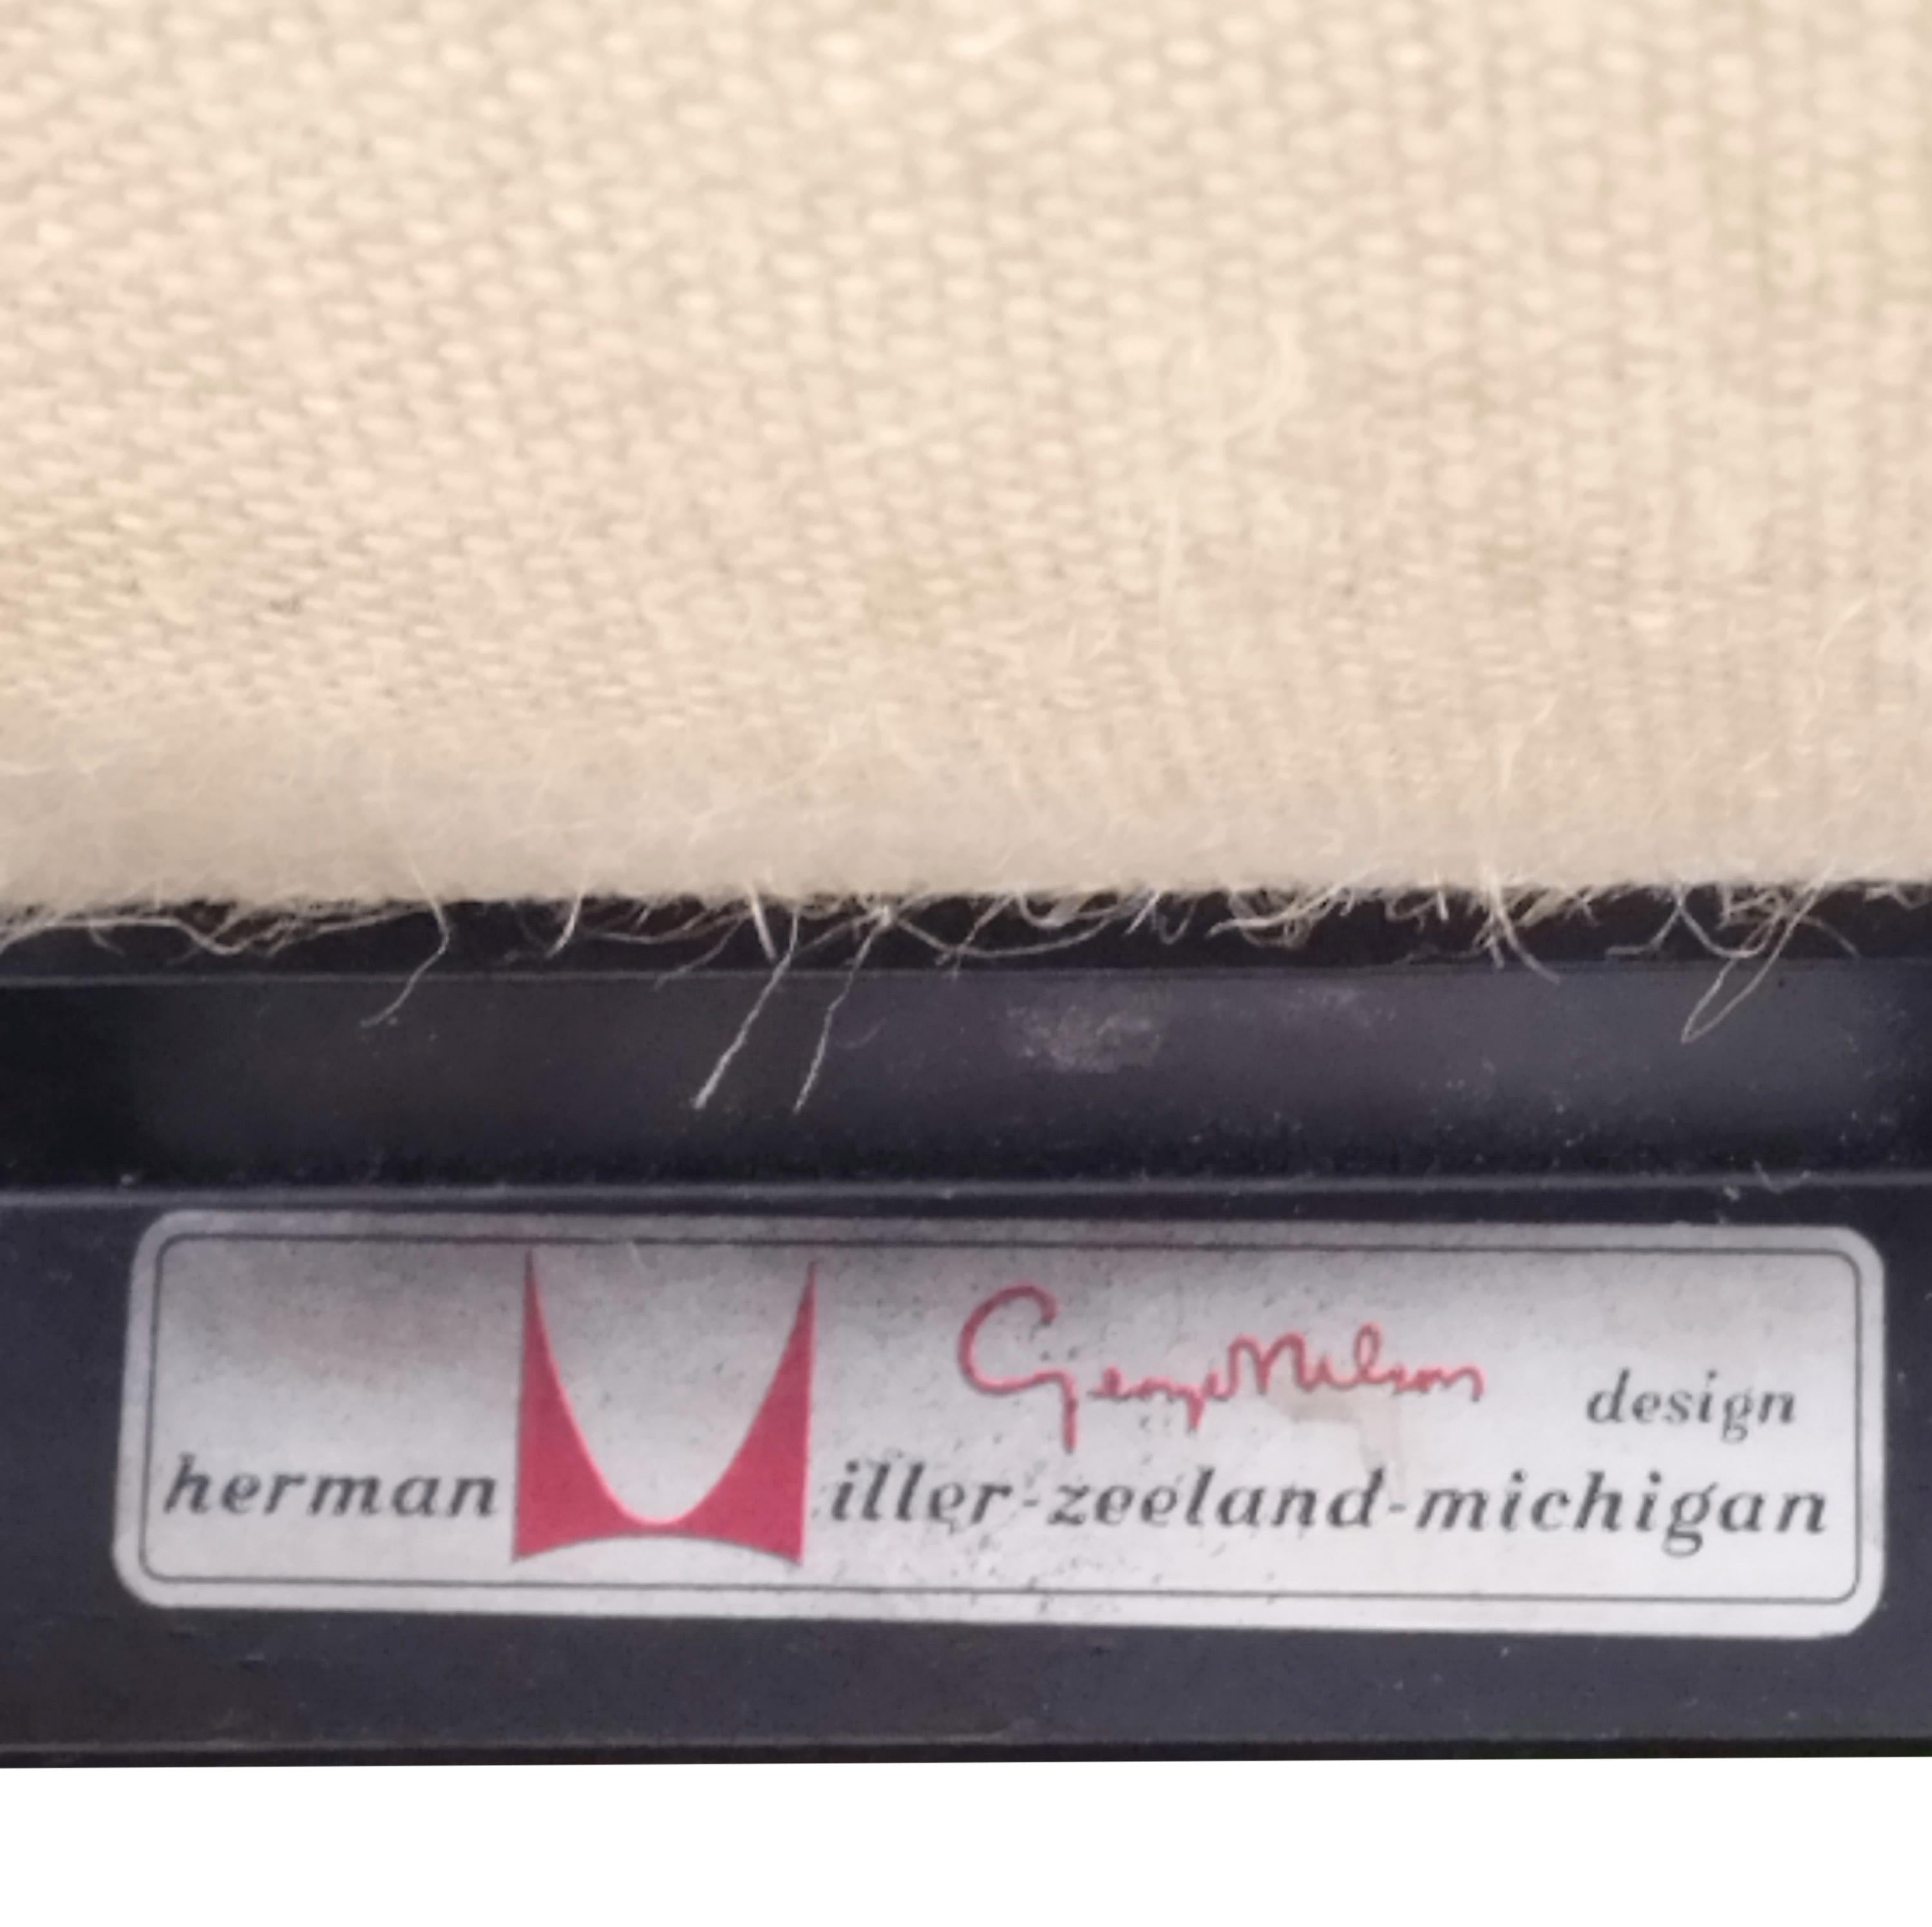 George Nelson design
herman miller-zeeland-michigan